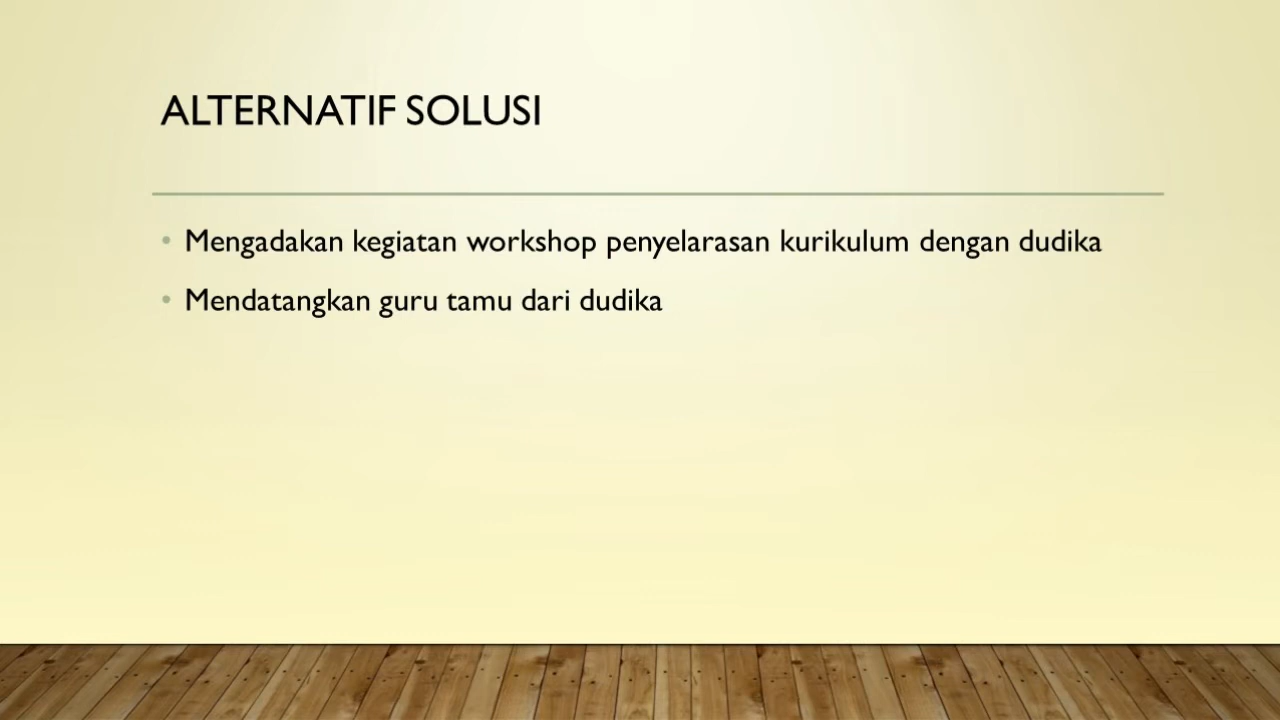 ALTERNATIF SOLUSI
• Mengadakan kegiatan workshop penyelarasan kurikulum dengan dudika
• Mendatangkan guru tamu dari dudika